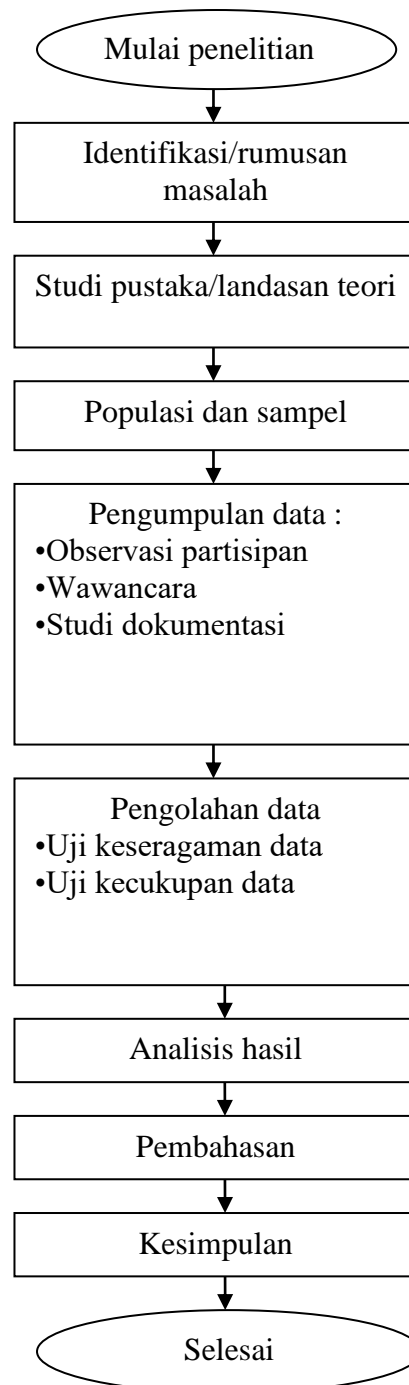 Mulai penelitian
Identifikasi/rumusan
masalah
Studi pustaka/landasan teori
Populasi dan sampel
Pengumpulan data :
•Observasi partisipan
•Wawancara
•Studi dokumentasi
Pengolahan data
•Uji keseragaman data
•Uji kecukupan data
Analisis hasil
Pembahasan
Kesimpulan
Selesai